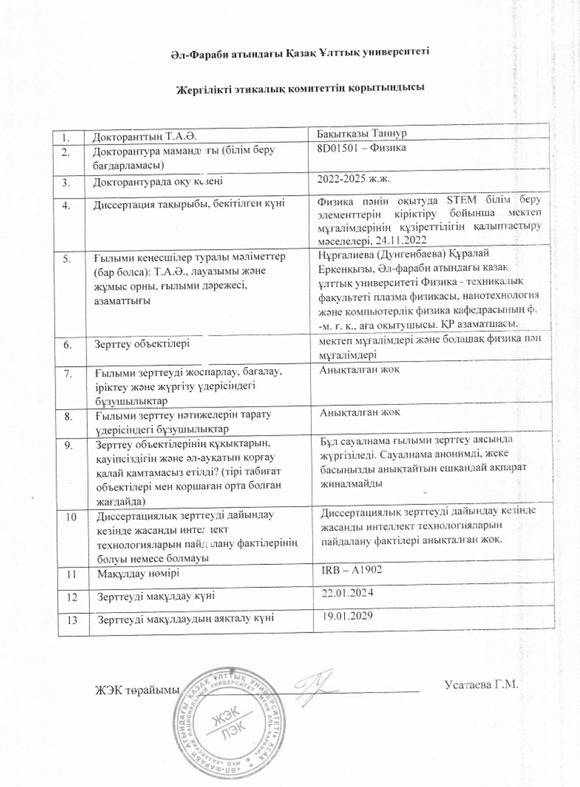 Әл-Фараби атындағы Қазақ Ұлттық университеті
Жергілікті этикалық комитеттің қорытындысы
1. Докторанттың Т.А.Ә. Бақытқазы Таннур
2. Докторантура мамандығы (білім беру бағдарламасы) 8D01501 – Физика
3. Докторантурада оқу кезеңі 2022-2025 ж.ж.
4. Диссертация тақырыбы, бекітілген күні Физика пәнін оқытуда STEM білім беру
элементтерін кіріктіру бойынша мектеп
мұғалімдерінің құзіреттілігін қалыптастыру
мәселелері, 24.11.2022
5. Ғылыми кеңесшілер туралы мәліметтер
(бар болса): Т.А.Ә., лауазымы және
жұмыс орны, ғылыми дәрежесі,
азаматтығы
Нұрғалиева (Дунгенбаева) Құралай
Еркенқызы, Әл-фараби атындағы қазақ
ұлттық университеті Физика - техникалық
факультеті плазма физикасы, нанотехнология
және компьютерлік физика кафедрасының ф.
-м. ғ. к., аға оқытушысы. ҚР азаматшасы.
6. Зерттеу объектілері
мектеп мұғалімдері және болашақ физика пән
мұғалімдері
7. Ғылыми зерттеуді жоспарлау, бағалау,
іріктеу және жүргізу үдерісіндегі
бұзушылықтар
Анықталған жоқ
8. Ғылыми зерттеу нәтижелерін тарату
үдерісіндегі бұзушылықтар
Анықталған жоқ
9. Зерттеу объектілерінің құқықтарын,
қауіпсіздігін және әл-ауқатын қорғау
қалай қамтамасыз етілді? (тірі табиғат
объектілері мен қоршаған орта болған
жағдайда)
Бұл сауалнама ғылыми зерттеу аясында
жүргізіледі. Сауалнама анонимді, жеке
басыңызды анықтайтын ешқандай ақпарат
жиналмайды
10 Диссертациялық зерттеуді дайындау
кезінде жасанды интеллект
технологияларын пайдалану фактілерінің
болуы немесе болмауы
Диссертациялық зерттеуді дайындау кезінде
жасанды интеллект технологияларын
пайдалану фактілері анықталған жоқ.
11 Мақұлдау нөмірі IRB – A1902
12 Зерттеуді мақұлдау күні 22.01.2024
13 Зерттеуді мақұлдаудың аяқталу күні 19.01.2029
ЖЭК төрайымы Усатаева Г.М.
ЖЭК
ЛЭК